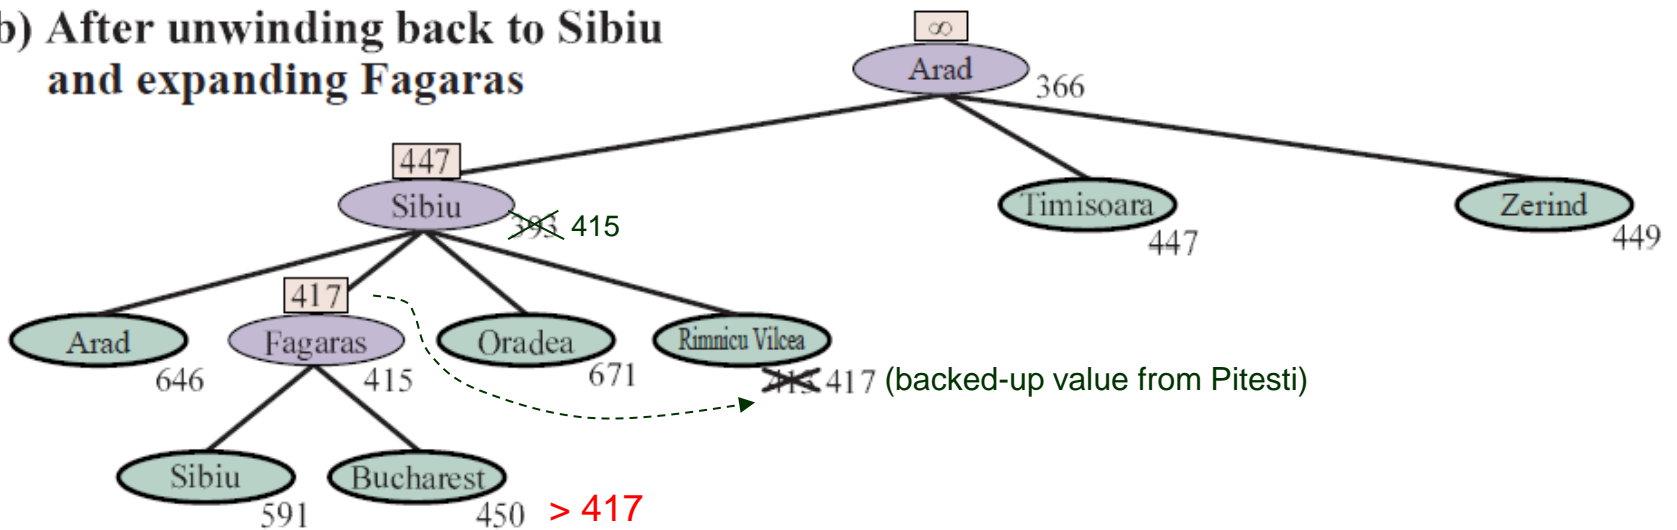 b) After unwinding back to Sibiu
and expanding Fagaras
∞
Arad
366
447
Sibiu
393 415
Timisoara
447
Zerind
449
417
Arad
646
Fagaras
415
Oradea
671
Rimnicu Vilcea
413 417 (backed-up value from Pitesti)
Sibiu
591
Bucharest
450 > 417